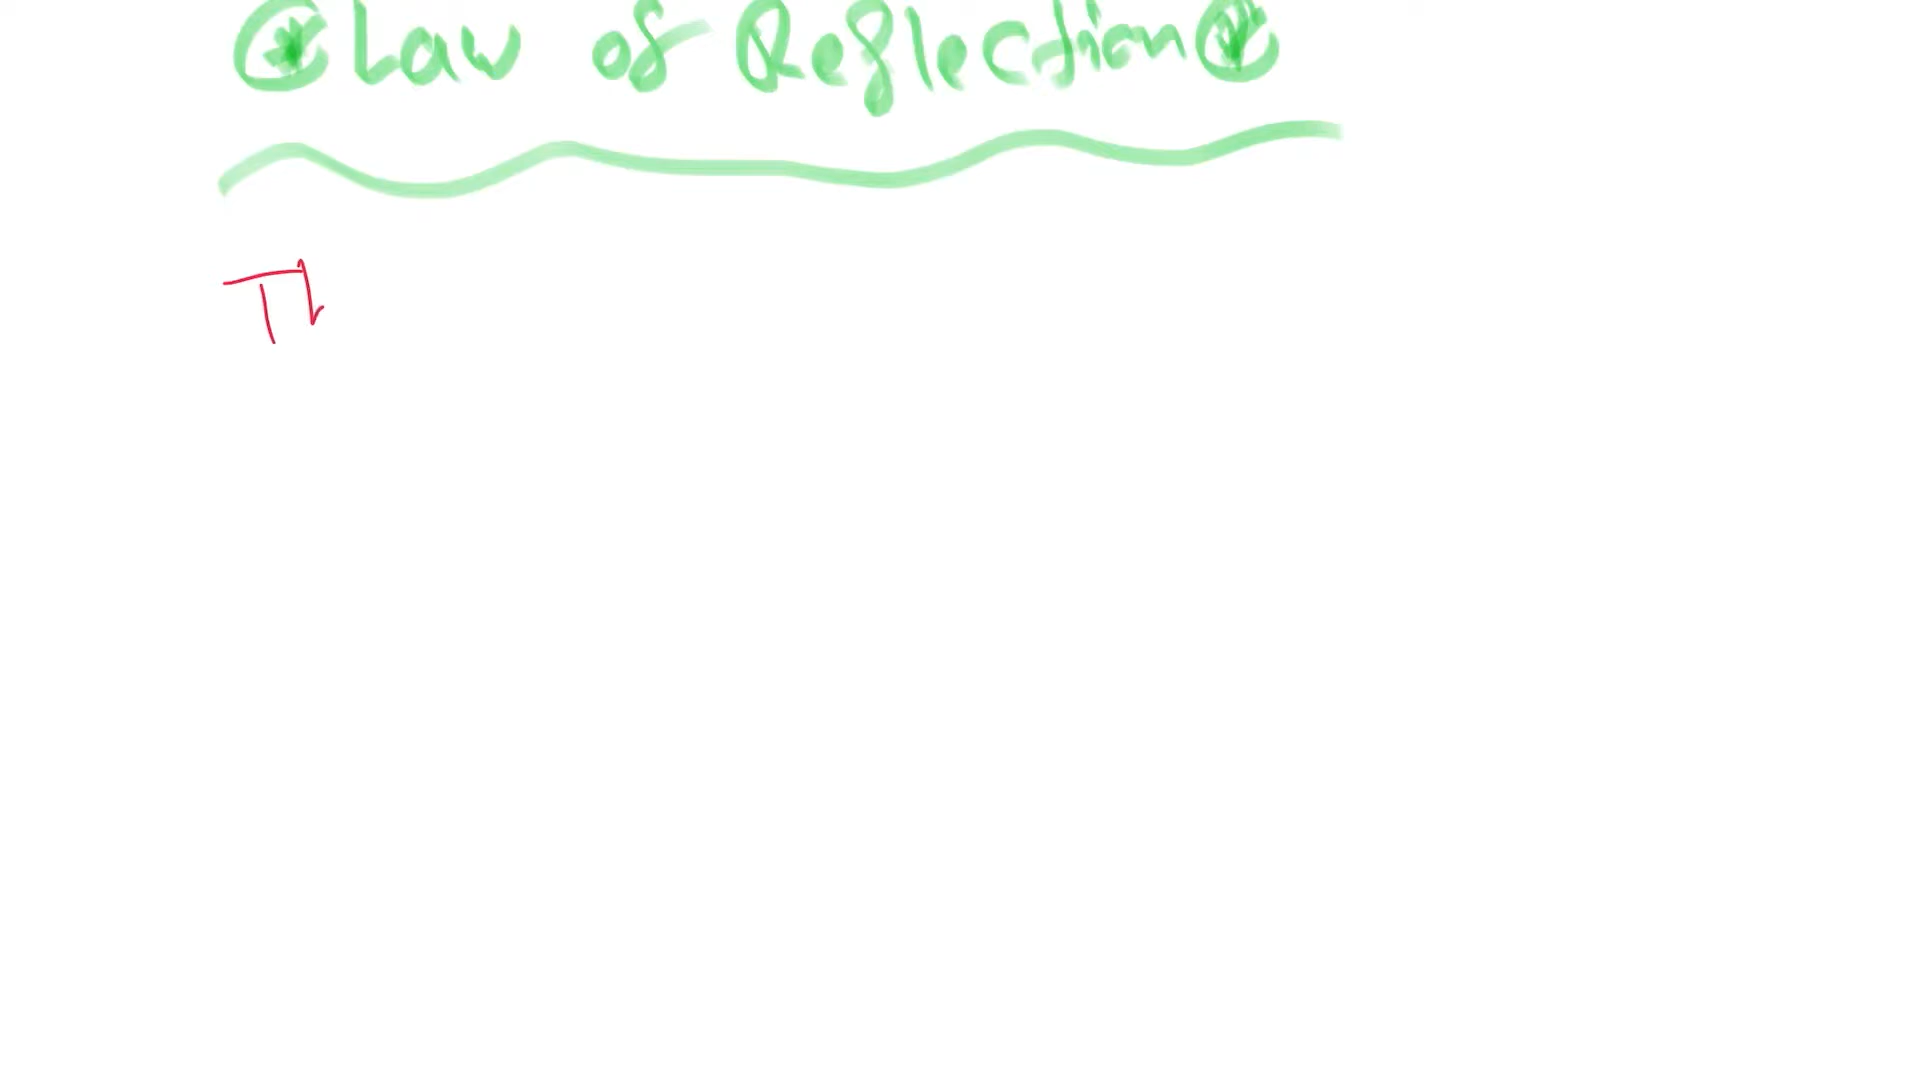 ⊛ Law of Reflection ⊛
Th